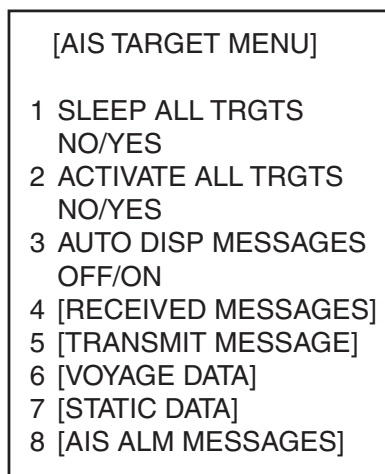 [AIS TARGET MENU]
1 SLEEP ALL TRGTS
NO/YES
2 ACTIVATE ALL TRGTS
NO/YES
3 AUTO DISP MESSAGES
OFF/ON
4 [RECEIVED MESSAGES]
5 [TRANSMIT MESSAGE]
6 [VOYAGE DATA]
7 [STATIC DATA]
8 [AIS ALM MESSAGES]